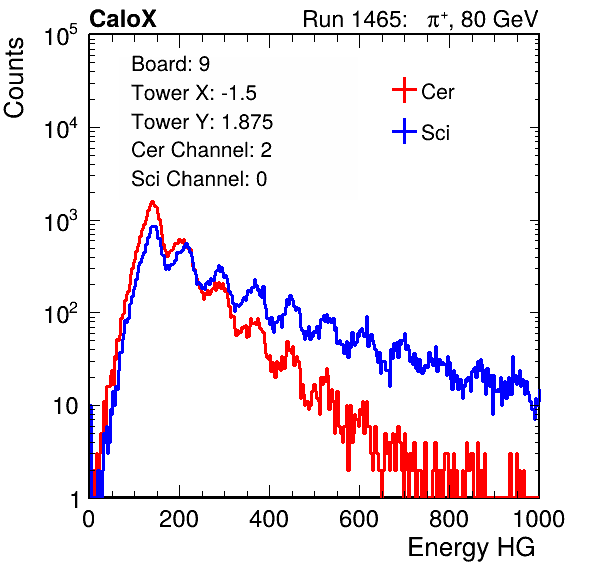 CaloX Run 1465: π⁺, 80 GeV
Counts
Board: 9
Tower X: -1.5
Tower Y: 1.875
Cer Channel: 2
Sci Channel: 0
Cer
Sci
10⁵
10⁴
10³
10²
10
1
0 200 400 600 800 1000
Energy HG